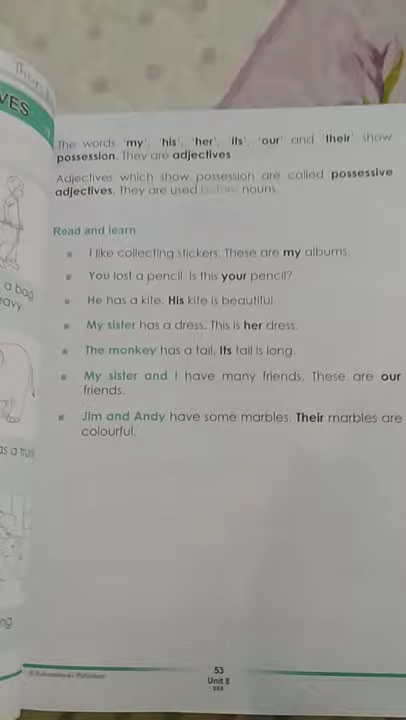 VES
The words 'my', 'his', 'her', 'its', 'our' and 'their' show
possession. They are adjectives
Adjectives which show possession are called possessive
adjectives. They are used before nouns.
Read and learn
I like collecting stickers. These are my albums.
You lost a pencil. Is this your pencil?
He has a kite. His kite is beautiful.
My sister has a dress. This is her dress.
The monkey has a tail. Its tail is long.
My sister and I have many friends. These are our
friends.
Jim and Andy have some marbles. Their marbles are
colourful.
a bag
eavy
as a trunk
ng.
53
Unit 8